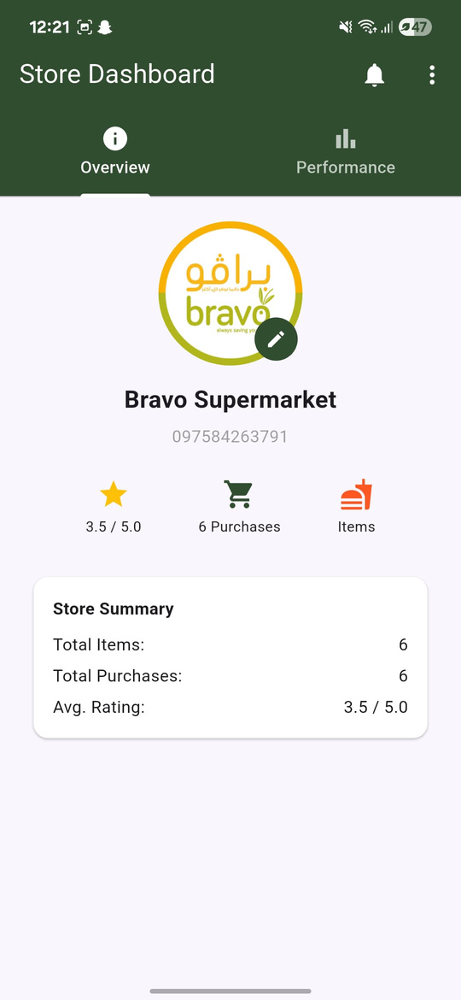 12:21
47
Store Dashboard
Overview
Performance
براڤو
bravo
always saving
Bravo Supermarket
097584263791
3.5 / 5.0
6 Purchases
Items
Store Summary
Total Items: 6
Total Purchases: 6
Avg. Rating: 3.5 / 5.0